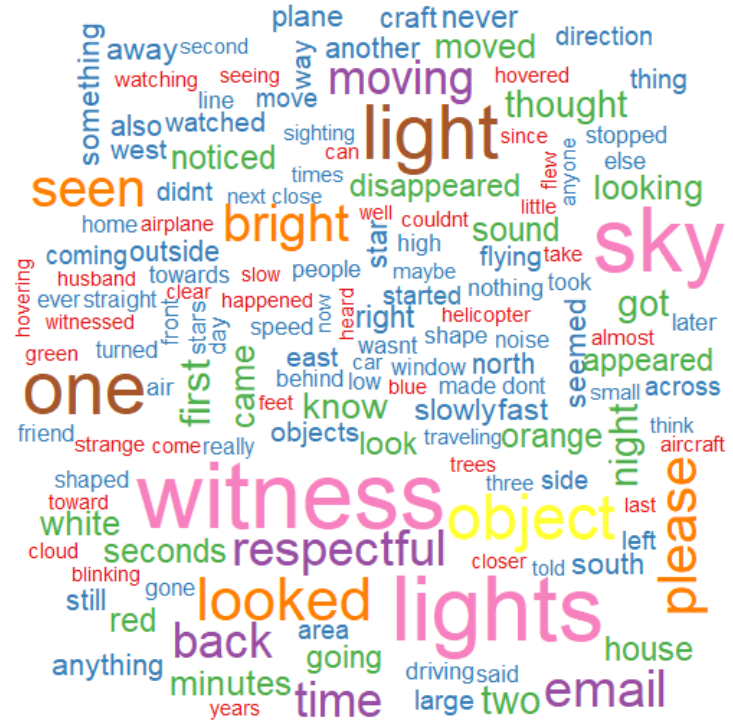 plane craft never
something away second way another moved direction
watching seeing moving hovered thing
line move light thought
also watched sighting since stopped
west noticed can else
seen didnt times disappeared flew anyone looking
next close little
home airplane bright well couldnt sound sky
coming outside star high flying take
husband towards slow people maybe nothing took
hovering ever straight clear happened started got
witnessed front stars day speed now heard right helicopter seemed later
green turned wasnt shape noise almost
one air first came east car window north appeared
behind low blue made dont small across
feet know slowly fast
friend objects look traveling orange night think
strange come really aircraft
shaped witness trees three side please
toward object last
white seconds respectful left
cloud closer told south
blinking gone looked lights
still red
back area house
anything going driving said
minutes time large two email
years